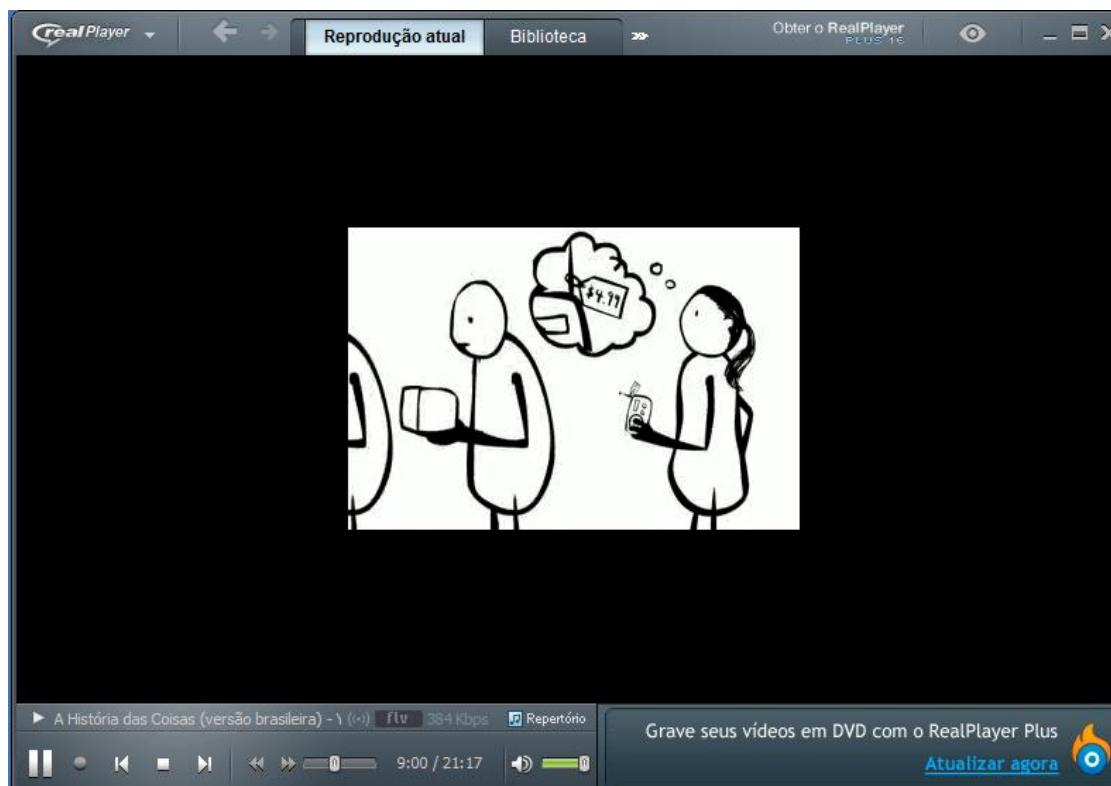 realPlayer
Reprodução atual
Biblioteca
Obter o RealPlayer
PLUS 16
$4.99
A História das Coisas (versão brasileira) - flv 384 Kbps Repertório
9:00 / 21:17
Grave seus vídeos em DVD com o RealPlayer Plus
Atualizar agora